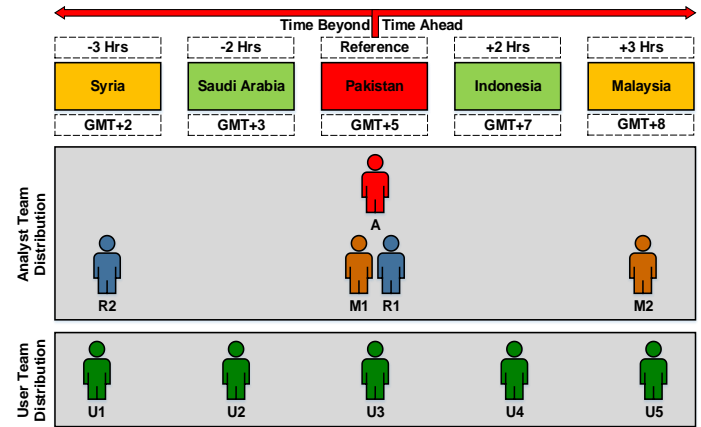 Time Beyond Time Ahead
-3 Hrs -2 Hrs Reference +2 Hrs +3 Hrs
Syria Saudi Arabia Pakistan Indonesia Malaysia
GMT+2 GMT+3 GMT+5 GMT+7 GMT+8
Analyst Team
Distribution
A
R2 M1 R1 M2
User Team
Distribution
U1 U2 U3 U4 U5